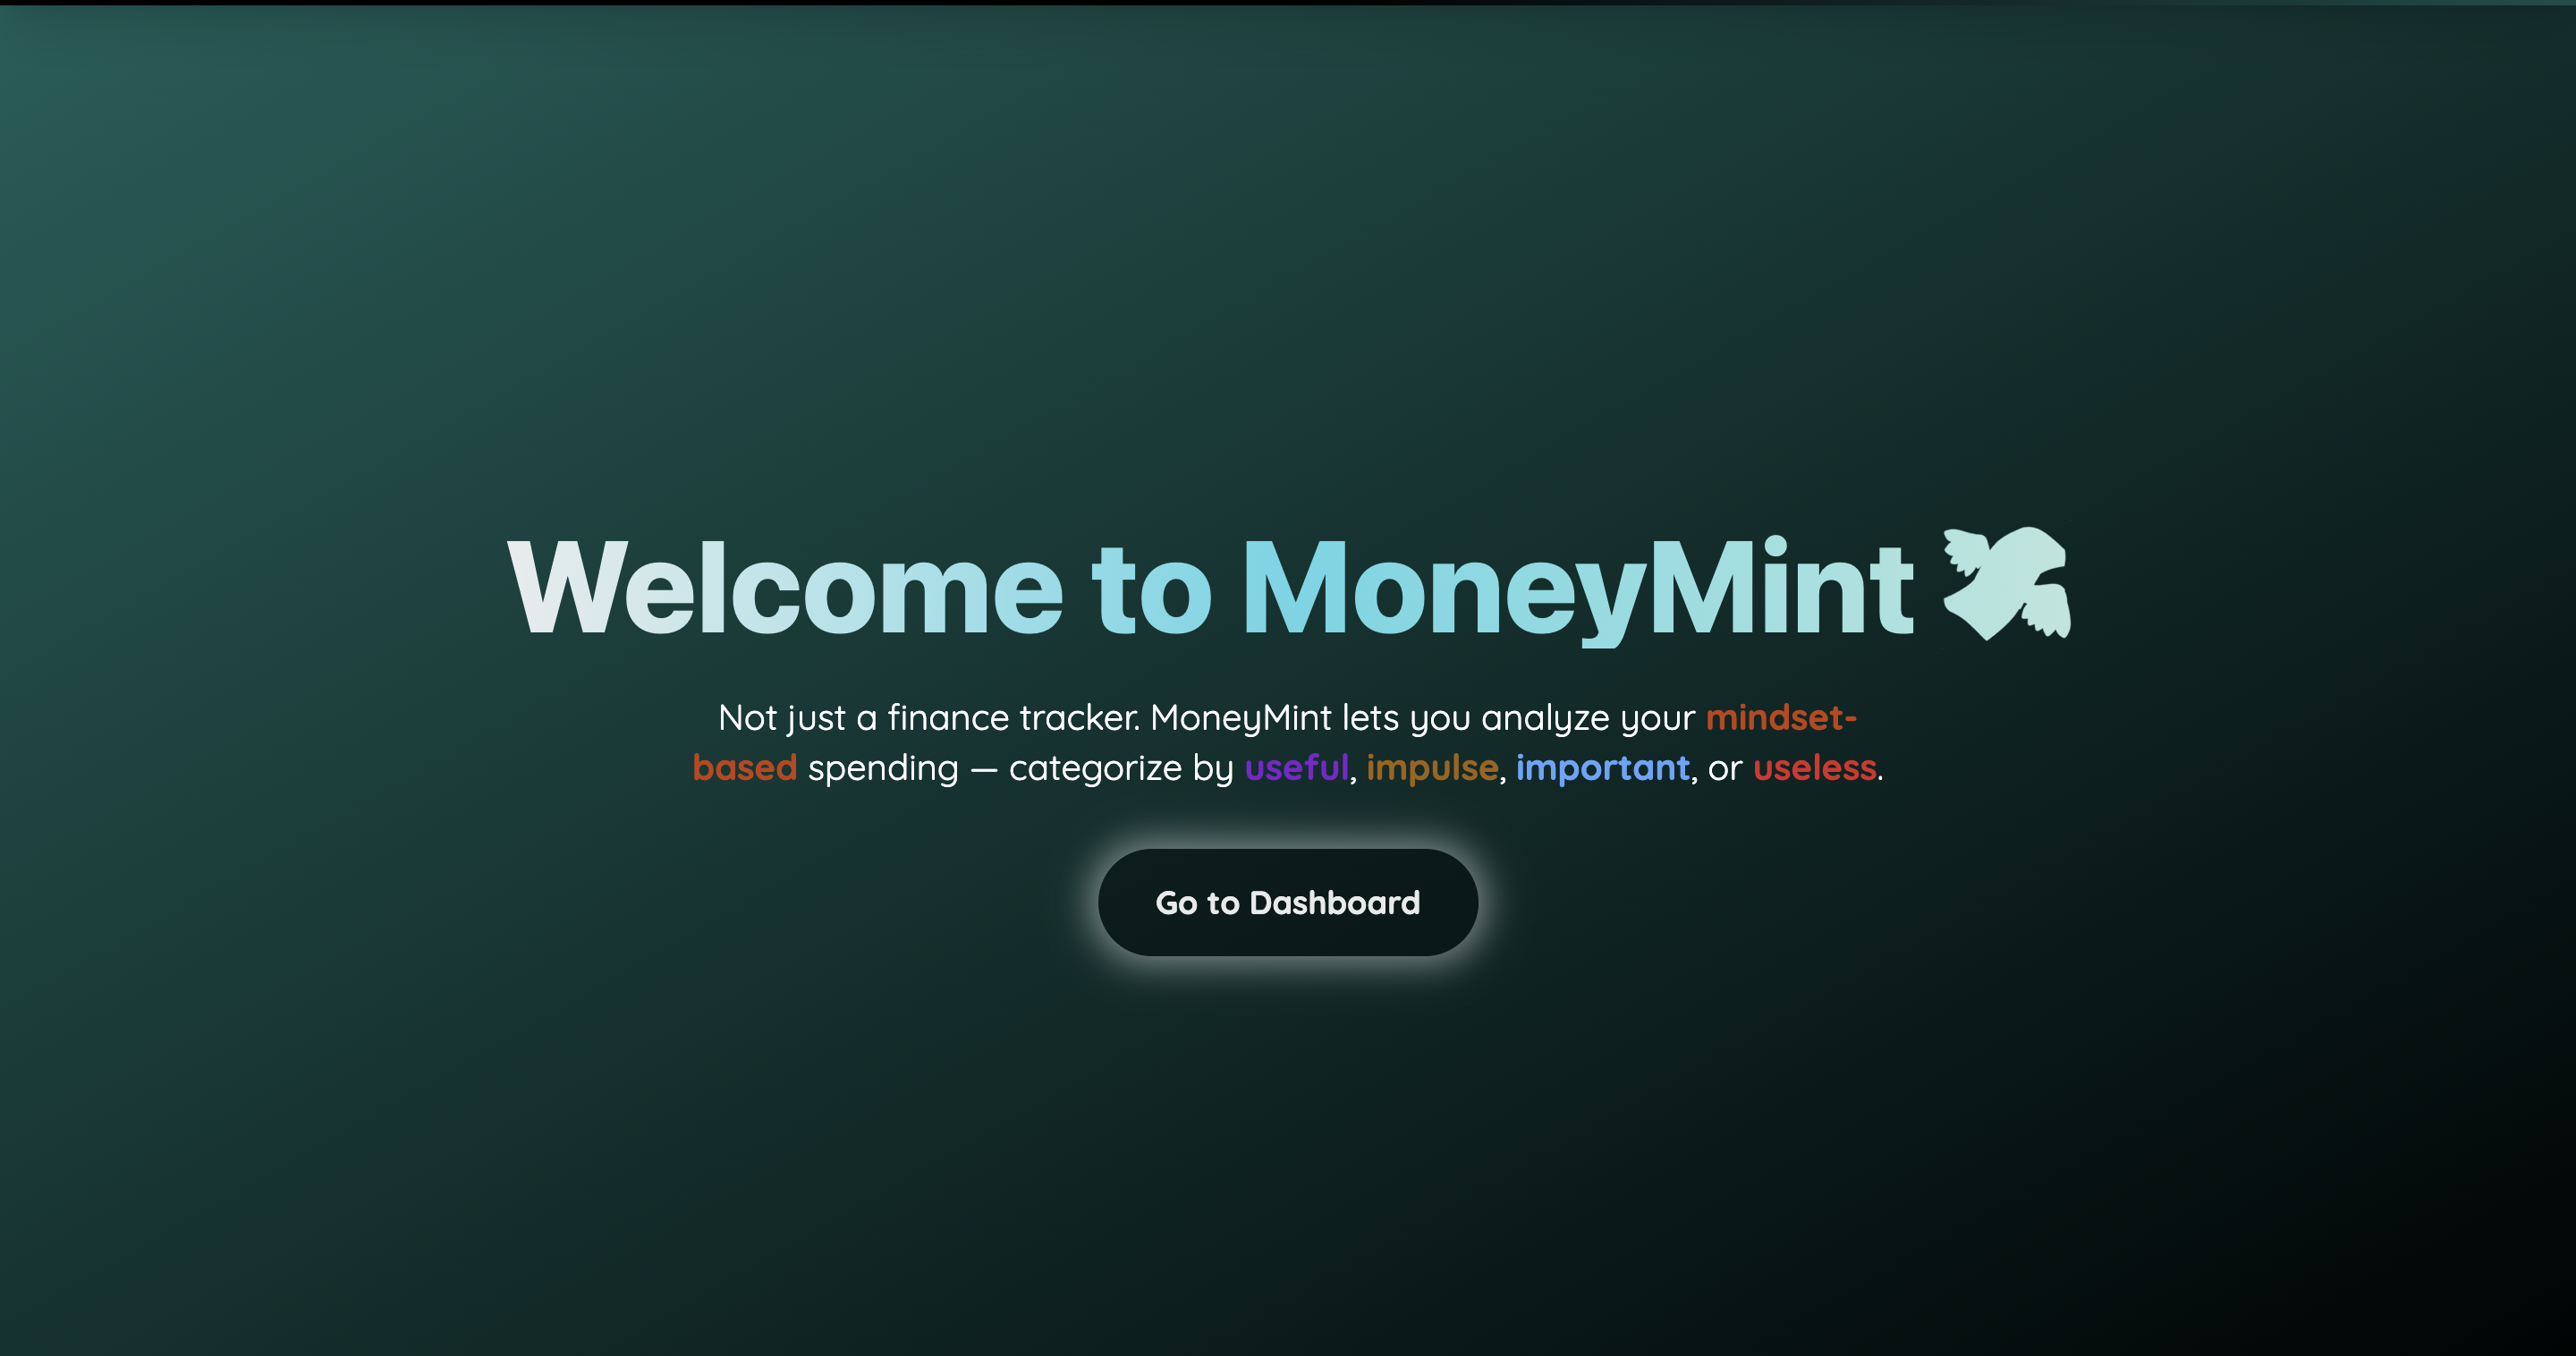 Welcome to MoneyMint
Not just a finance tracker. MoneyMint lets you analyze your mindset-
based spending — categorize by useful, impulse, important, or useless.
Go to Dashboard